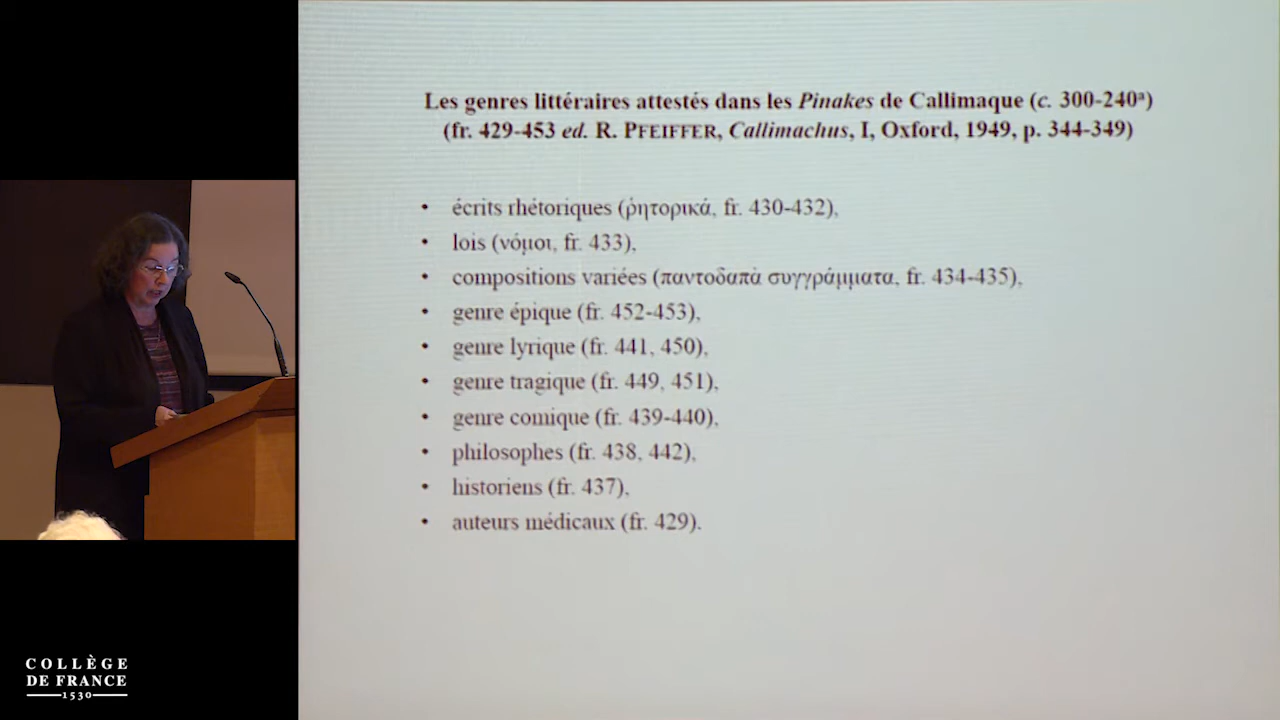 Les genres littéraires attestés dans les Pinakes de Callimaque (c. 300-240ª)
(fr. 429-453 ed. R. PFEIFFER, Callimachus, I, Oxford, 1949, p. 344-349)
• écrits rhétoriques (ῥητορικά, fr. 430-432),
• lois (νόμοι, fr. 433),
• compositions variées (παντοδαπὰ συγγράμματα, fr. 434-435),
• genre épique (fr. 452-453),
• genre lyrique (fr. 441, 450),
• genre tragique (fr. 449, 451),
• genre comique (fr. 439-440),
• philosophes (fr. 438, 442),
• historiens (fr. 437),
• auteurs médicaux (fr. 429).
COLLÈGE
DE FRANCE
1530